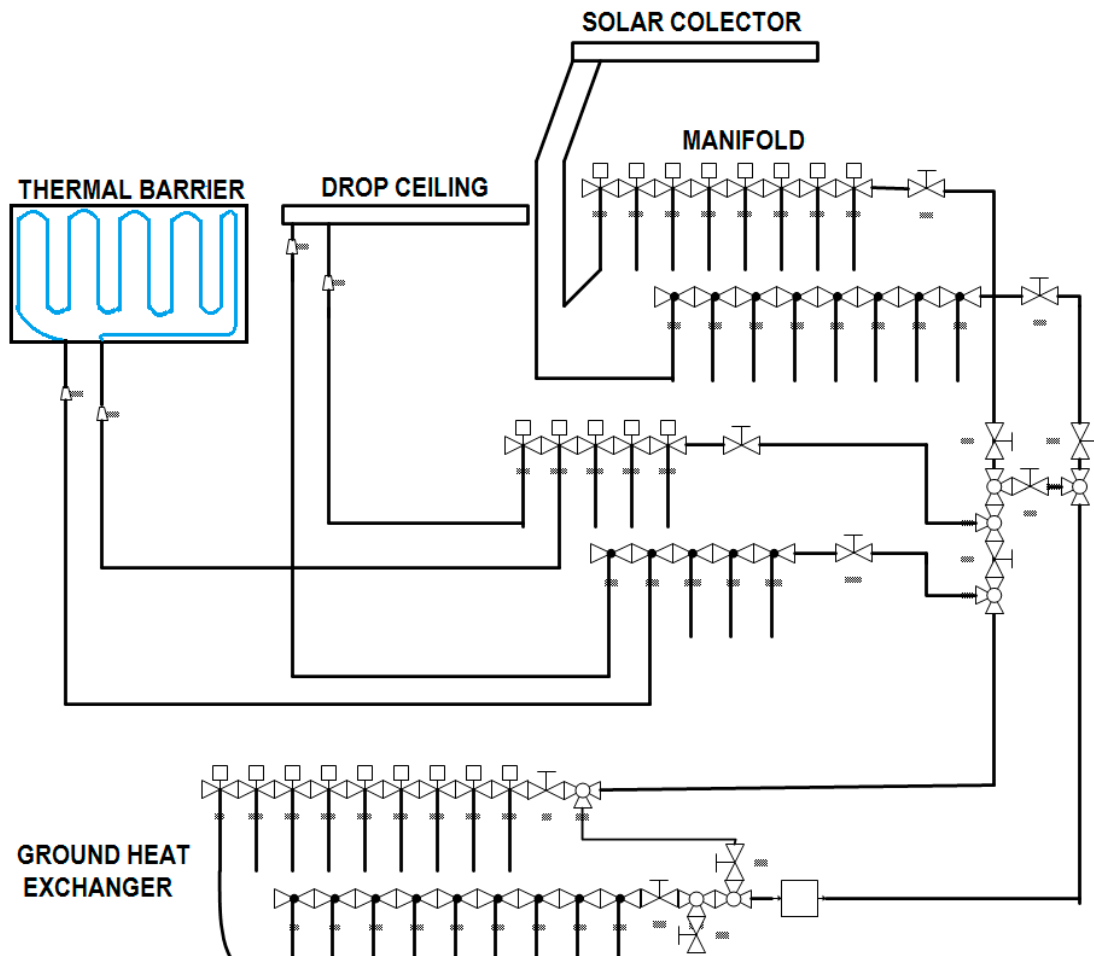 SOLAR COLECTOR
MANIFOLD
THERMAL BARRIER
DROP CEILING
GROUND HEAT
EXCHANGER